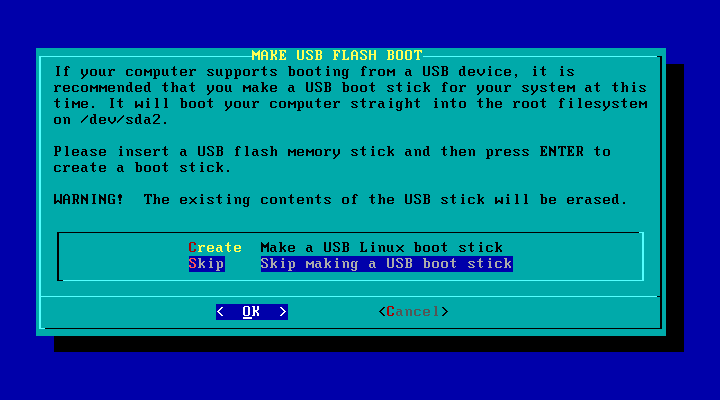 MAKE USB FLASH BOOT
If your computer supports booting from a USB device, it is
recommended that you make a USB boot stick for your system at this
time. It will boot your computer straight into the root filesystem
on /dev/sda2.
Please insert a USB flash memory stick and then press ENTER to
create a boot stick.
WARNING!  The existing contents of the USB stick will be erased.
Create  Make a USB Linux boot stick
Skip    Skip making a USB boot stick
<  OK  >          <Cancel>